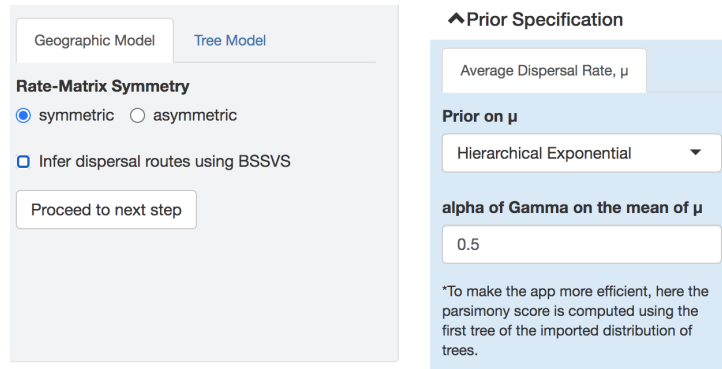 Geographic Model
Tree Model
Rate-Matrix Symmetry
symmetric
asymmetric
Infer dispersal routes using BSSVS
Proceed to next step
Prior Specification
Average Dispersal Rate, μ
Prior on μ
Hierarchical Exponential
alpha of Gamma on the mean of μ
0.5
*To make the app more efficient, here the
parsimony score is computed using the
first tree of the imported distribution of
trees.